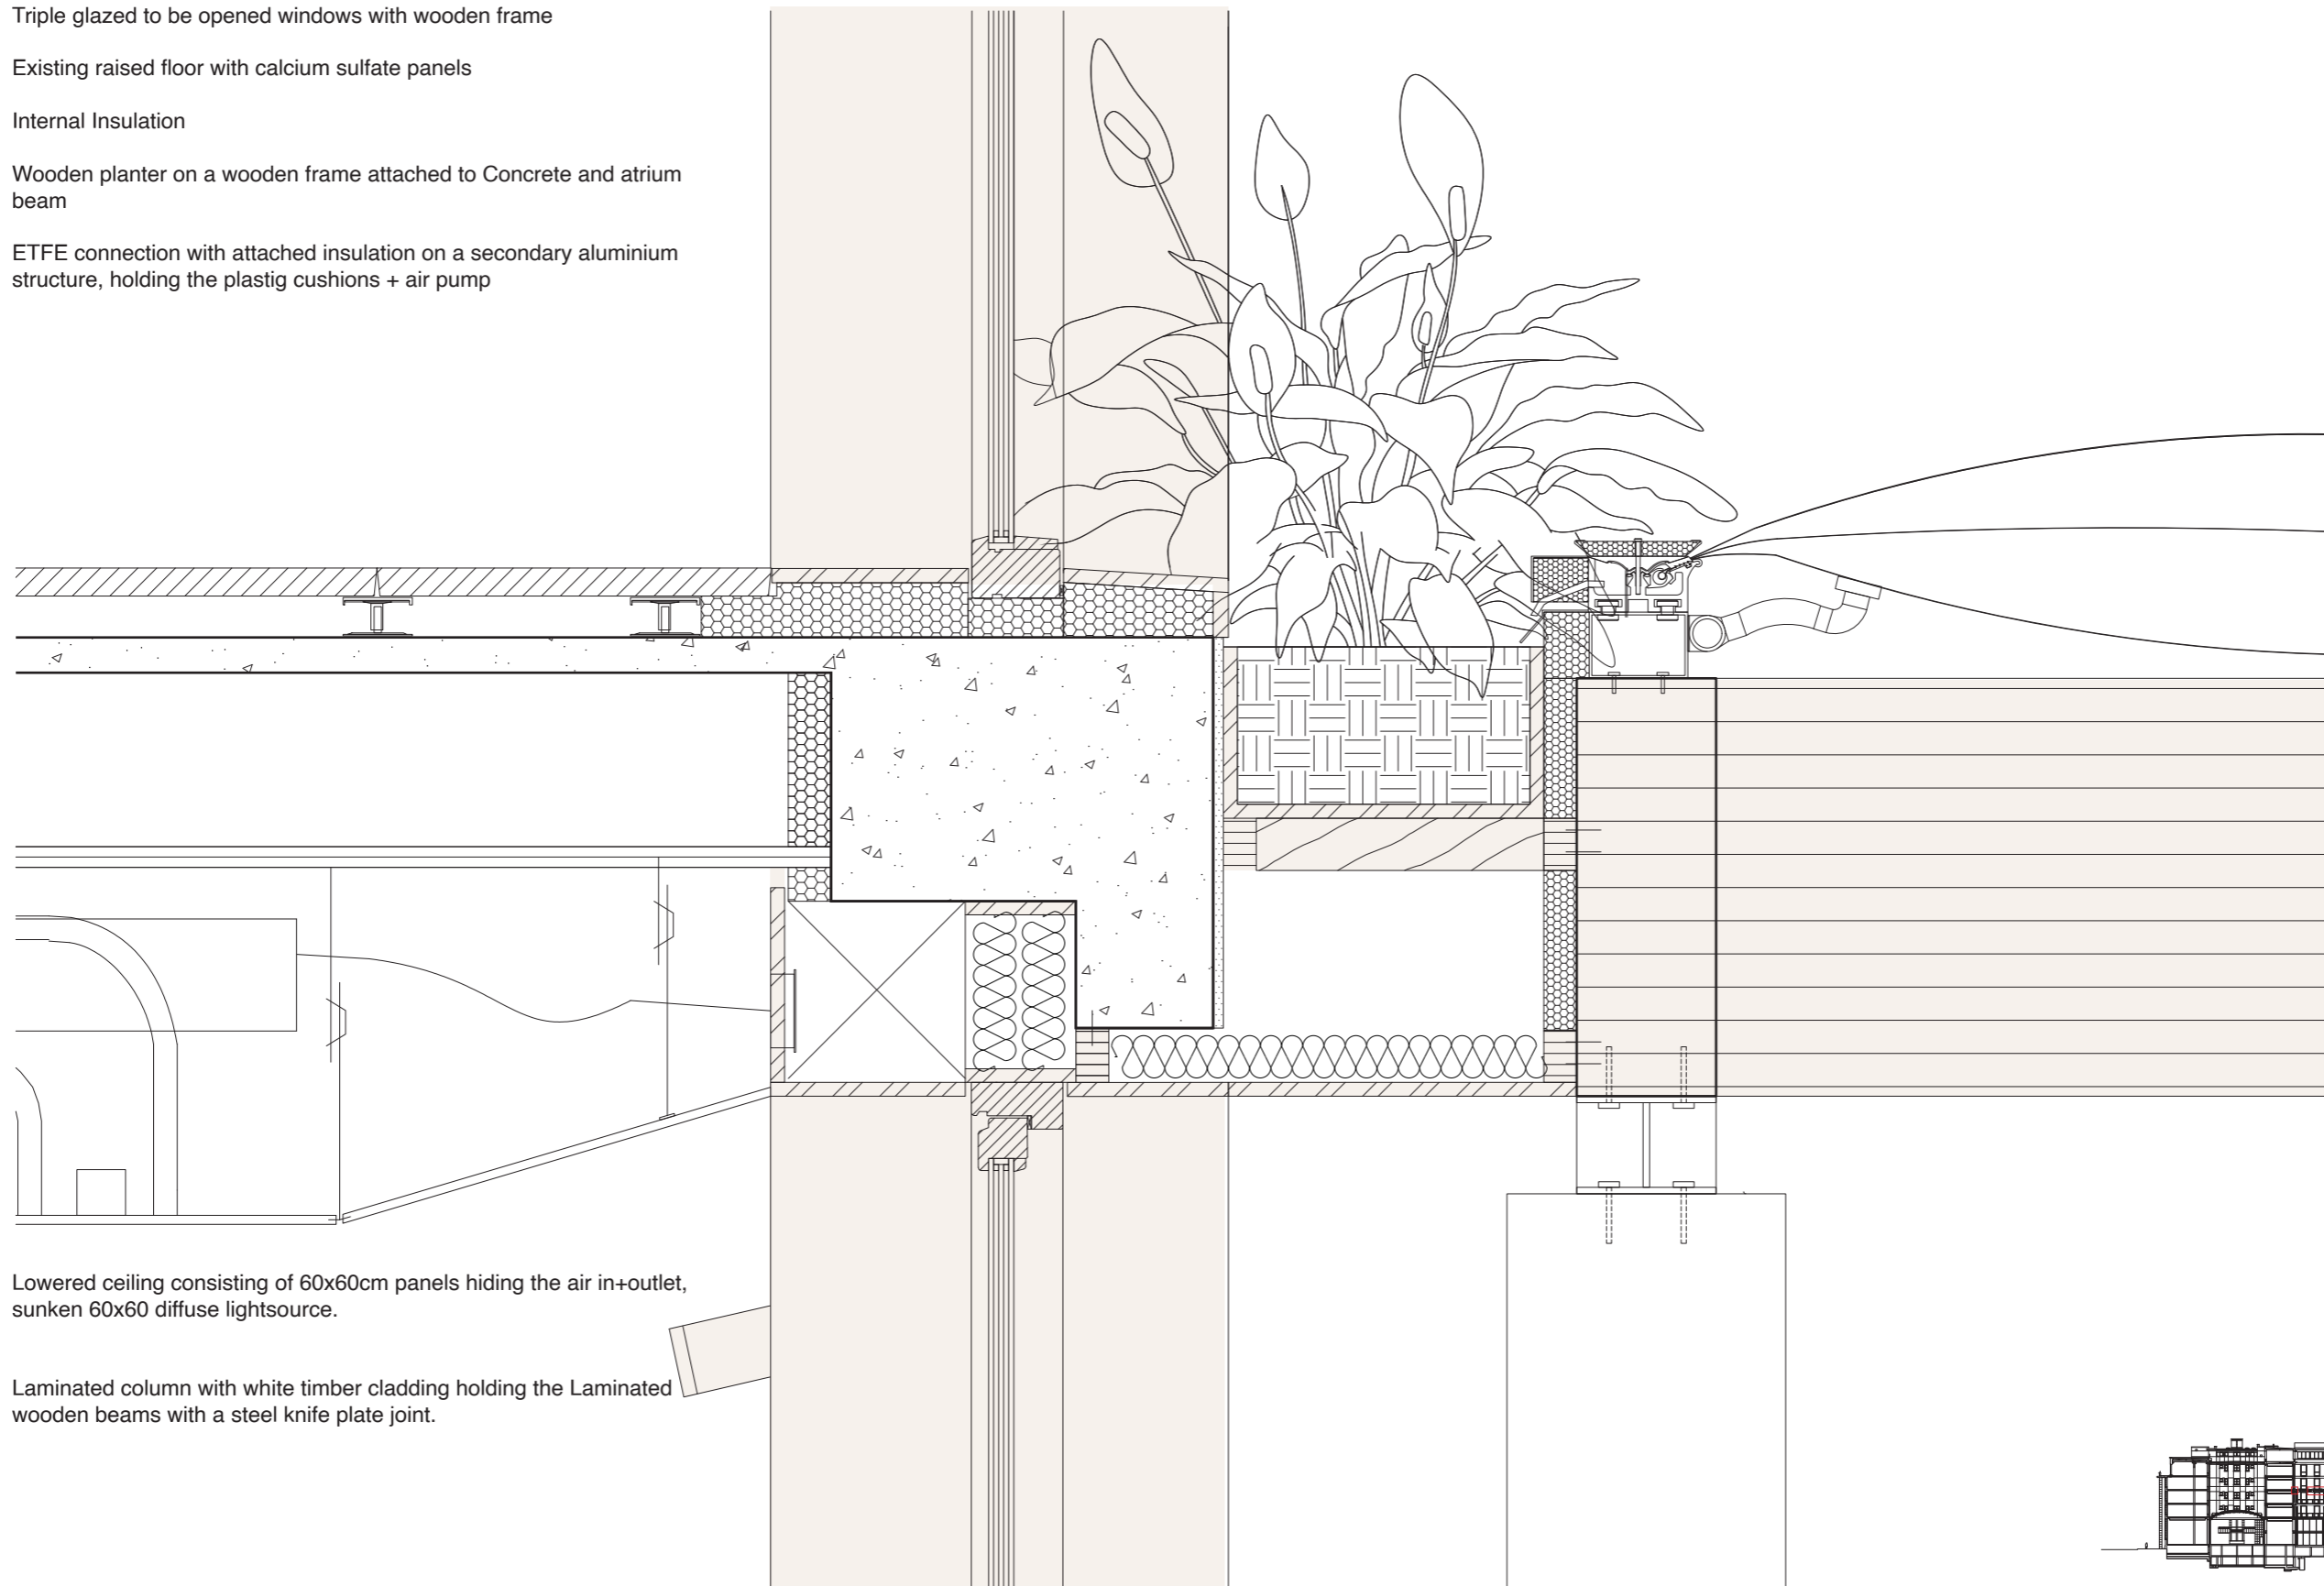 Triple glazed to be opened windows with wooden frame
Existing raised floor with calcium sulfate panels
Internal Insulation
Wooden planter on a wooden frame attached to Concrete and atrium
beam
ETFE connection with attached insulation on a secondary aluminium
structure, holding the plastig cushions + air pump
Lowered ceiling consisting of 60x60cm panels hiding the air in+outlet,
sunken 60x60 diffuse lightsource.
Laminated column with white timber cladding holding the Laminated
wooden beams with a steel knife plate joint.